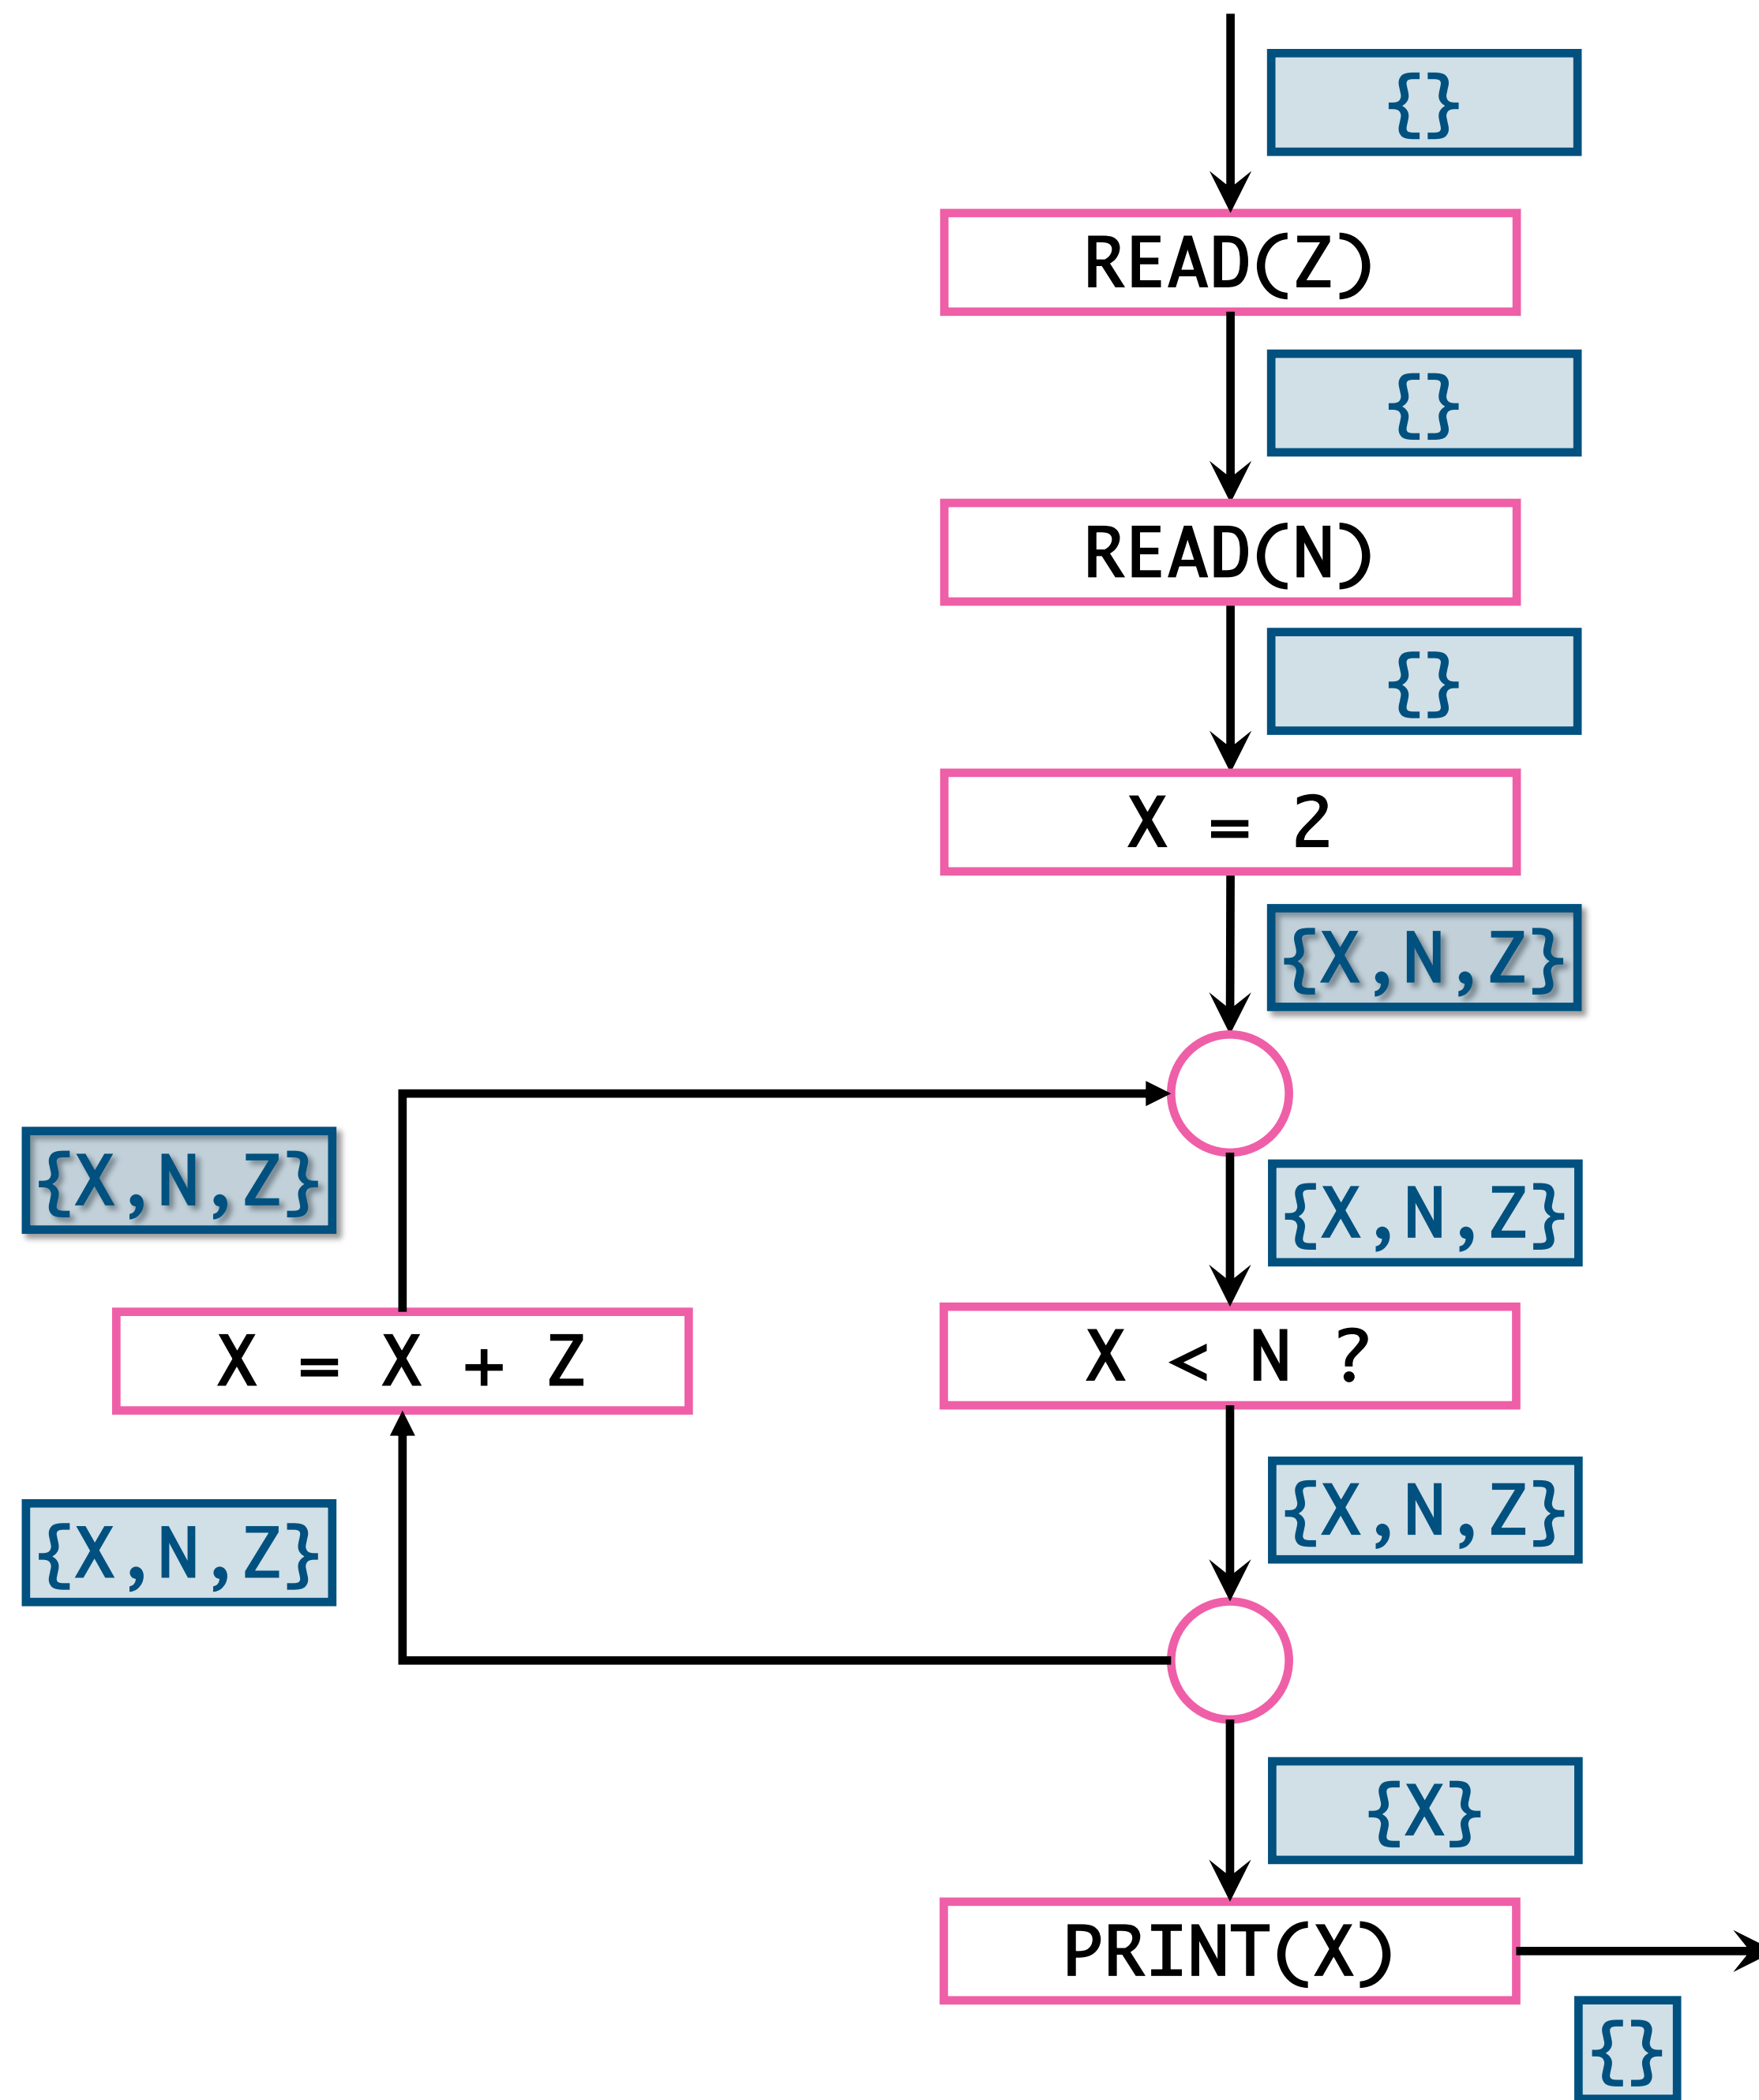 {}
READ(Z)
{}
READ(N)
{}
X = 2
{X,N,Z}
{X,N,Z}
{X,N,Z}
X = X + Z
X < N ?
{X,N,Z}
{X,N,Z}
{X}
PRINT(X)
{}